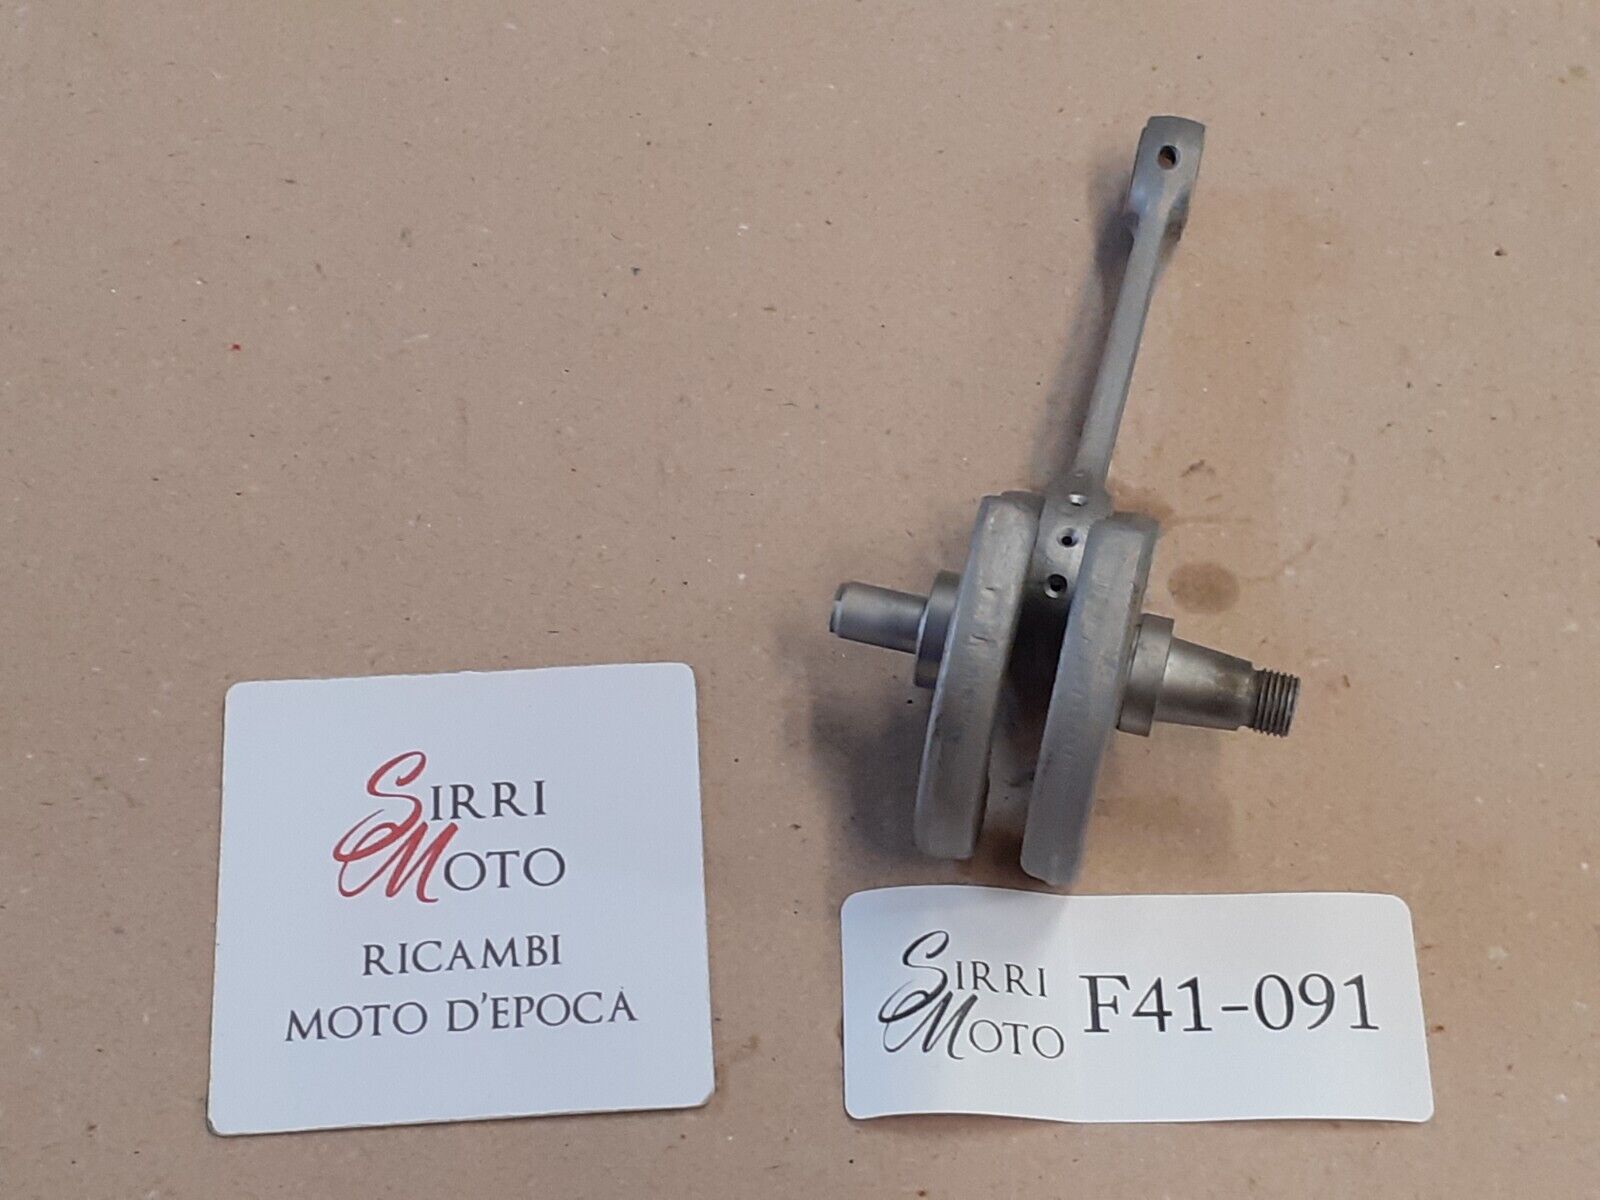 SIRRI
MOTO
RICAMBI
MOTO D'EPOCA
SIRRI
MOTO
F41-091